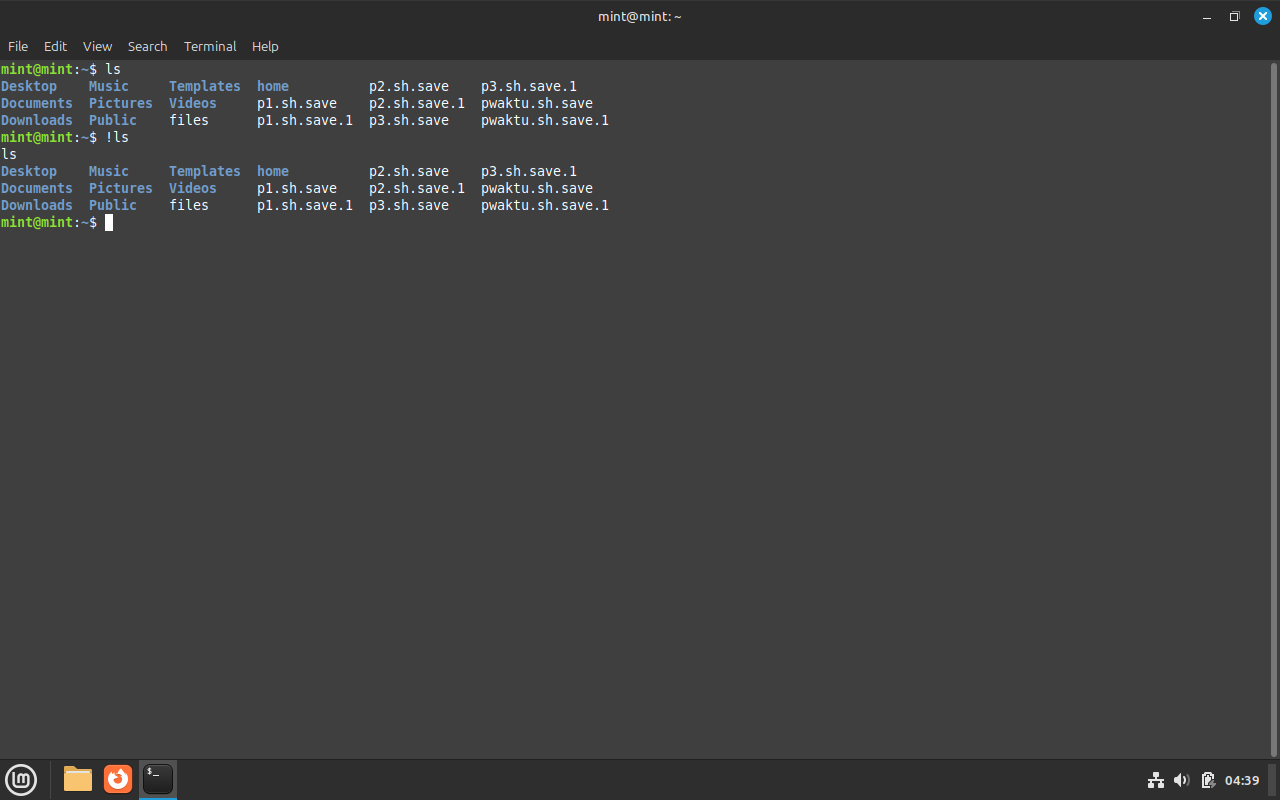 mint@mint: ~
File Edit View Search Terminal Help
mint@mint:~$ ls
Desktop    Music     Templates  home          p2.sh.save    p3.sh.save.1
Documents  Pictures  Videos     p1.sh.save    p2.sh.save.1  pwaktu.sh.save
Downloads  Public    files      p1.sh.save.1  p3.sh.save    pwaktu.sh.save.1
mint@mint:~$ !ls
ls
Desktop    Music     Templates  home          p2.sh.save    p3.sh.save.1
Documents  Pictures  Videos     p1.sh.save    p2.sh.save.1  pwaktu.sh.save
Downloads  Public    files      p1.sh.save.1  p3.sh.save    pwaktu.sh.save.1
mint@mint:~$
$_
04:39